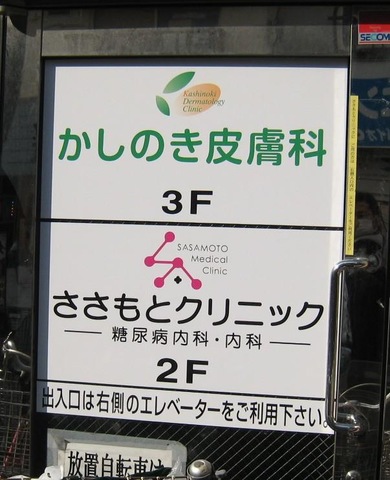 SECOM
Kashinoki
Dermatology
Clinic
かしのき皮膚科
3F
SASAMOTO
Medical
Clinic
ささもとクリニック
糖尿病内科・内科
2F
出入口は右側のエレベーターをご利用下さい。
放置自転車は